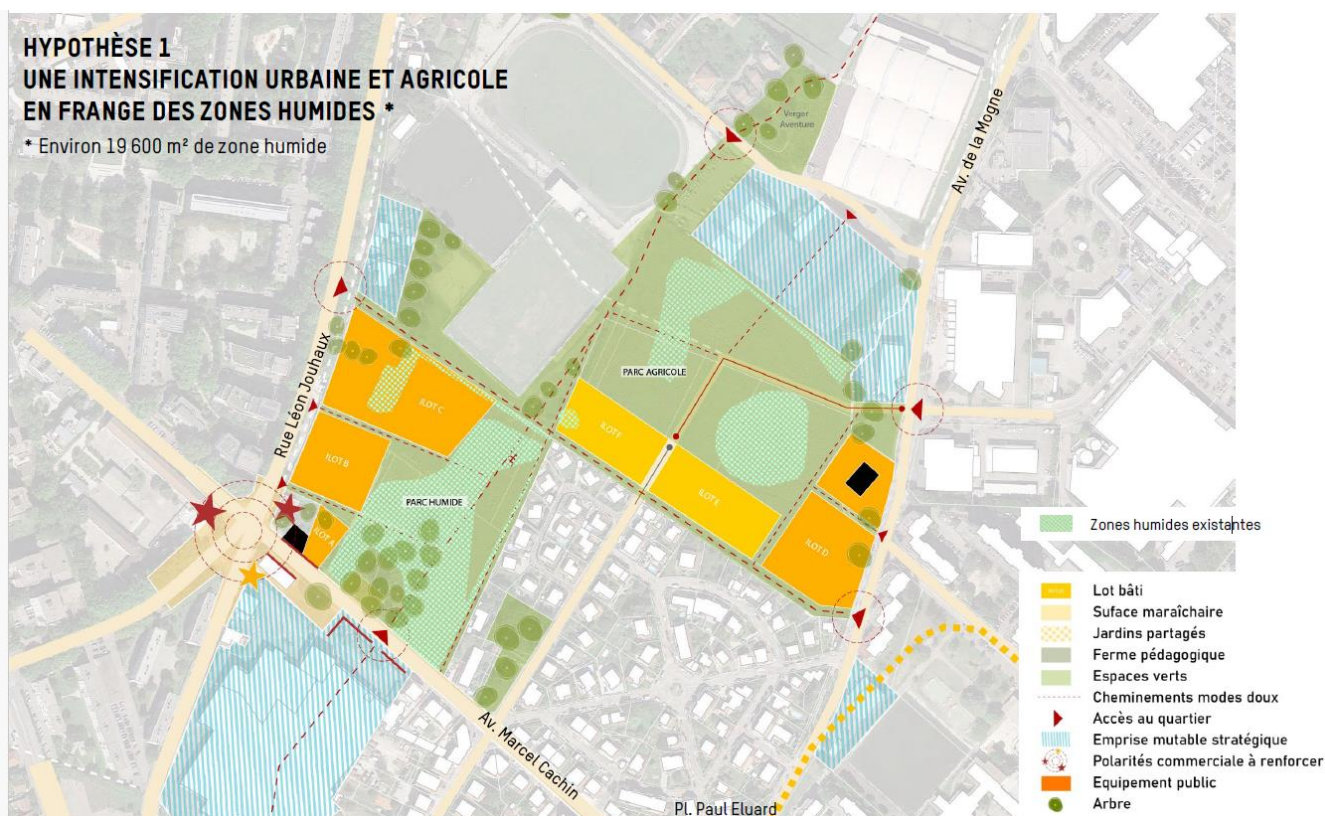 HYPOTHÈSE 1
UNE INTENSIFICATION URBAINE ET AGRICOLE
EN FRANGE DES ZONES HUMIDES *
* Environ 19 600 m² de zone humide
Verger
Aventure
Av. de la Mogne
Rue Léon Jouhaux
PARC AGRICOLE
ILOT C
ILOT F
ILOT B
PARC HUMIDE
ILOT E
ILOT A
ILOT D
Av. Marcel Cachin
Pl. Paul Eluard
Zones humides existantes
Lot bâti
Suface maraîchaire
Jardins partagés
Ferme pédagogique
Espaces verts
Cheminements modes doux
Accès au quartier
Emprise mutable stratégique
Polarités commerciale à renforcer
Equipement public
Arbre